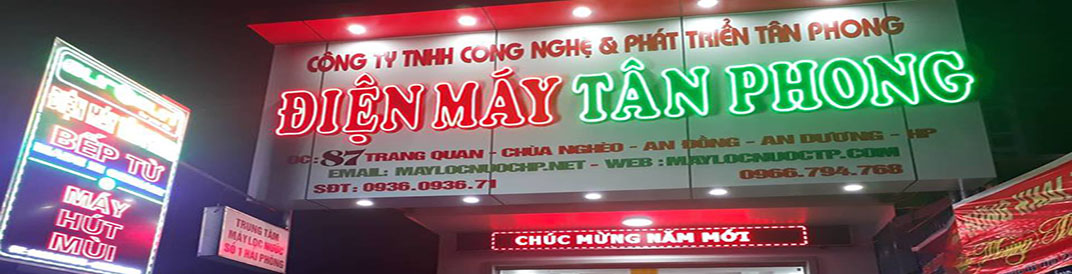 CÔNG TY TNHH CÔNG NGHỆ & PHÁT TRIỂN TÂN PHONG
ĐIỆN MÁY TÂN PHONG
ĐC: 87 TRANG QUAN - CHÙA NGHÈO - AN ĐỒNG - AN DƯƠNG - HP
EMAIL: MAYLOCNUOCHP.NET - WEB: MAYLOCNUOCTP.COM
SĐT: 0936.0936.71
0966.794.768
CHÚC MỪNG NĂM MỚI
BẾP TỪ
MÁY
HÚT
MÙI
TRUNG TÂM
MÁY LỌC NƯỚC
SỐ 1 HẢI PHÒNG